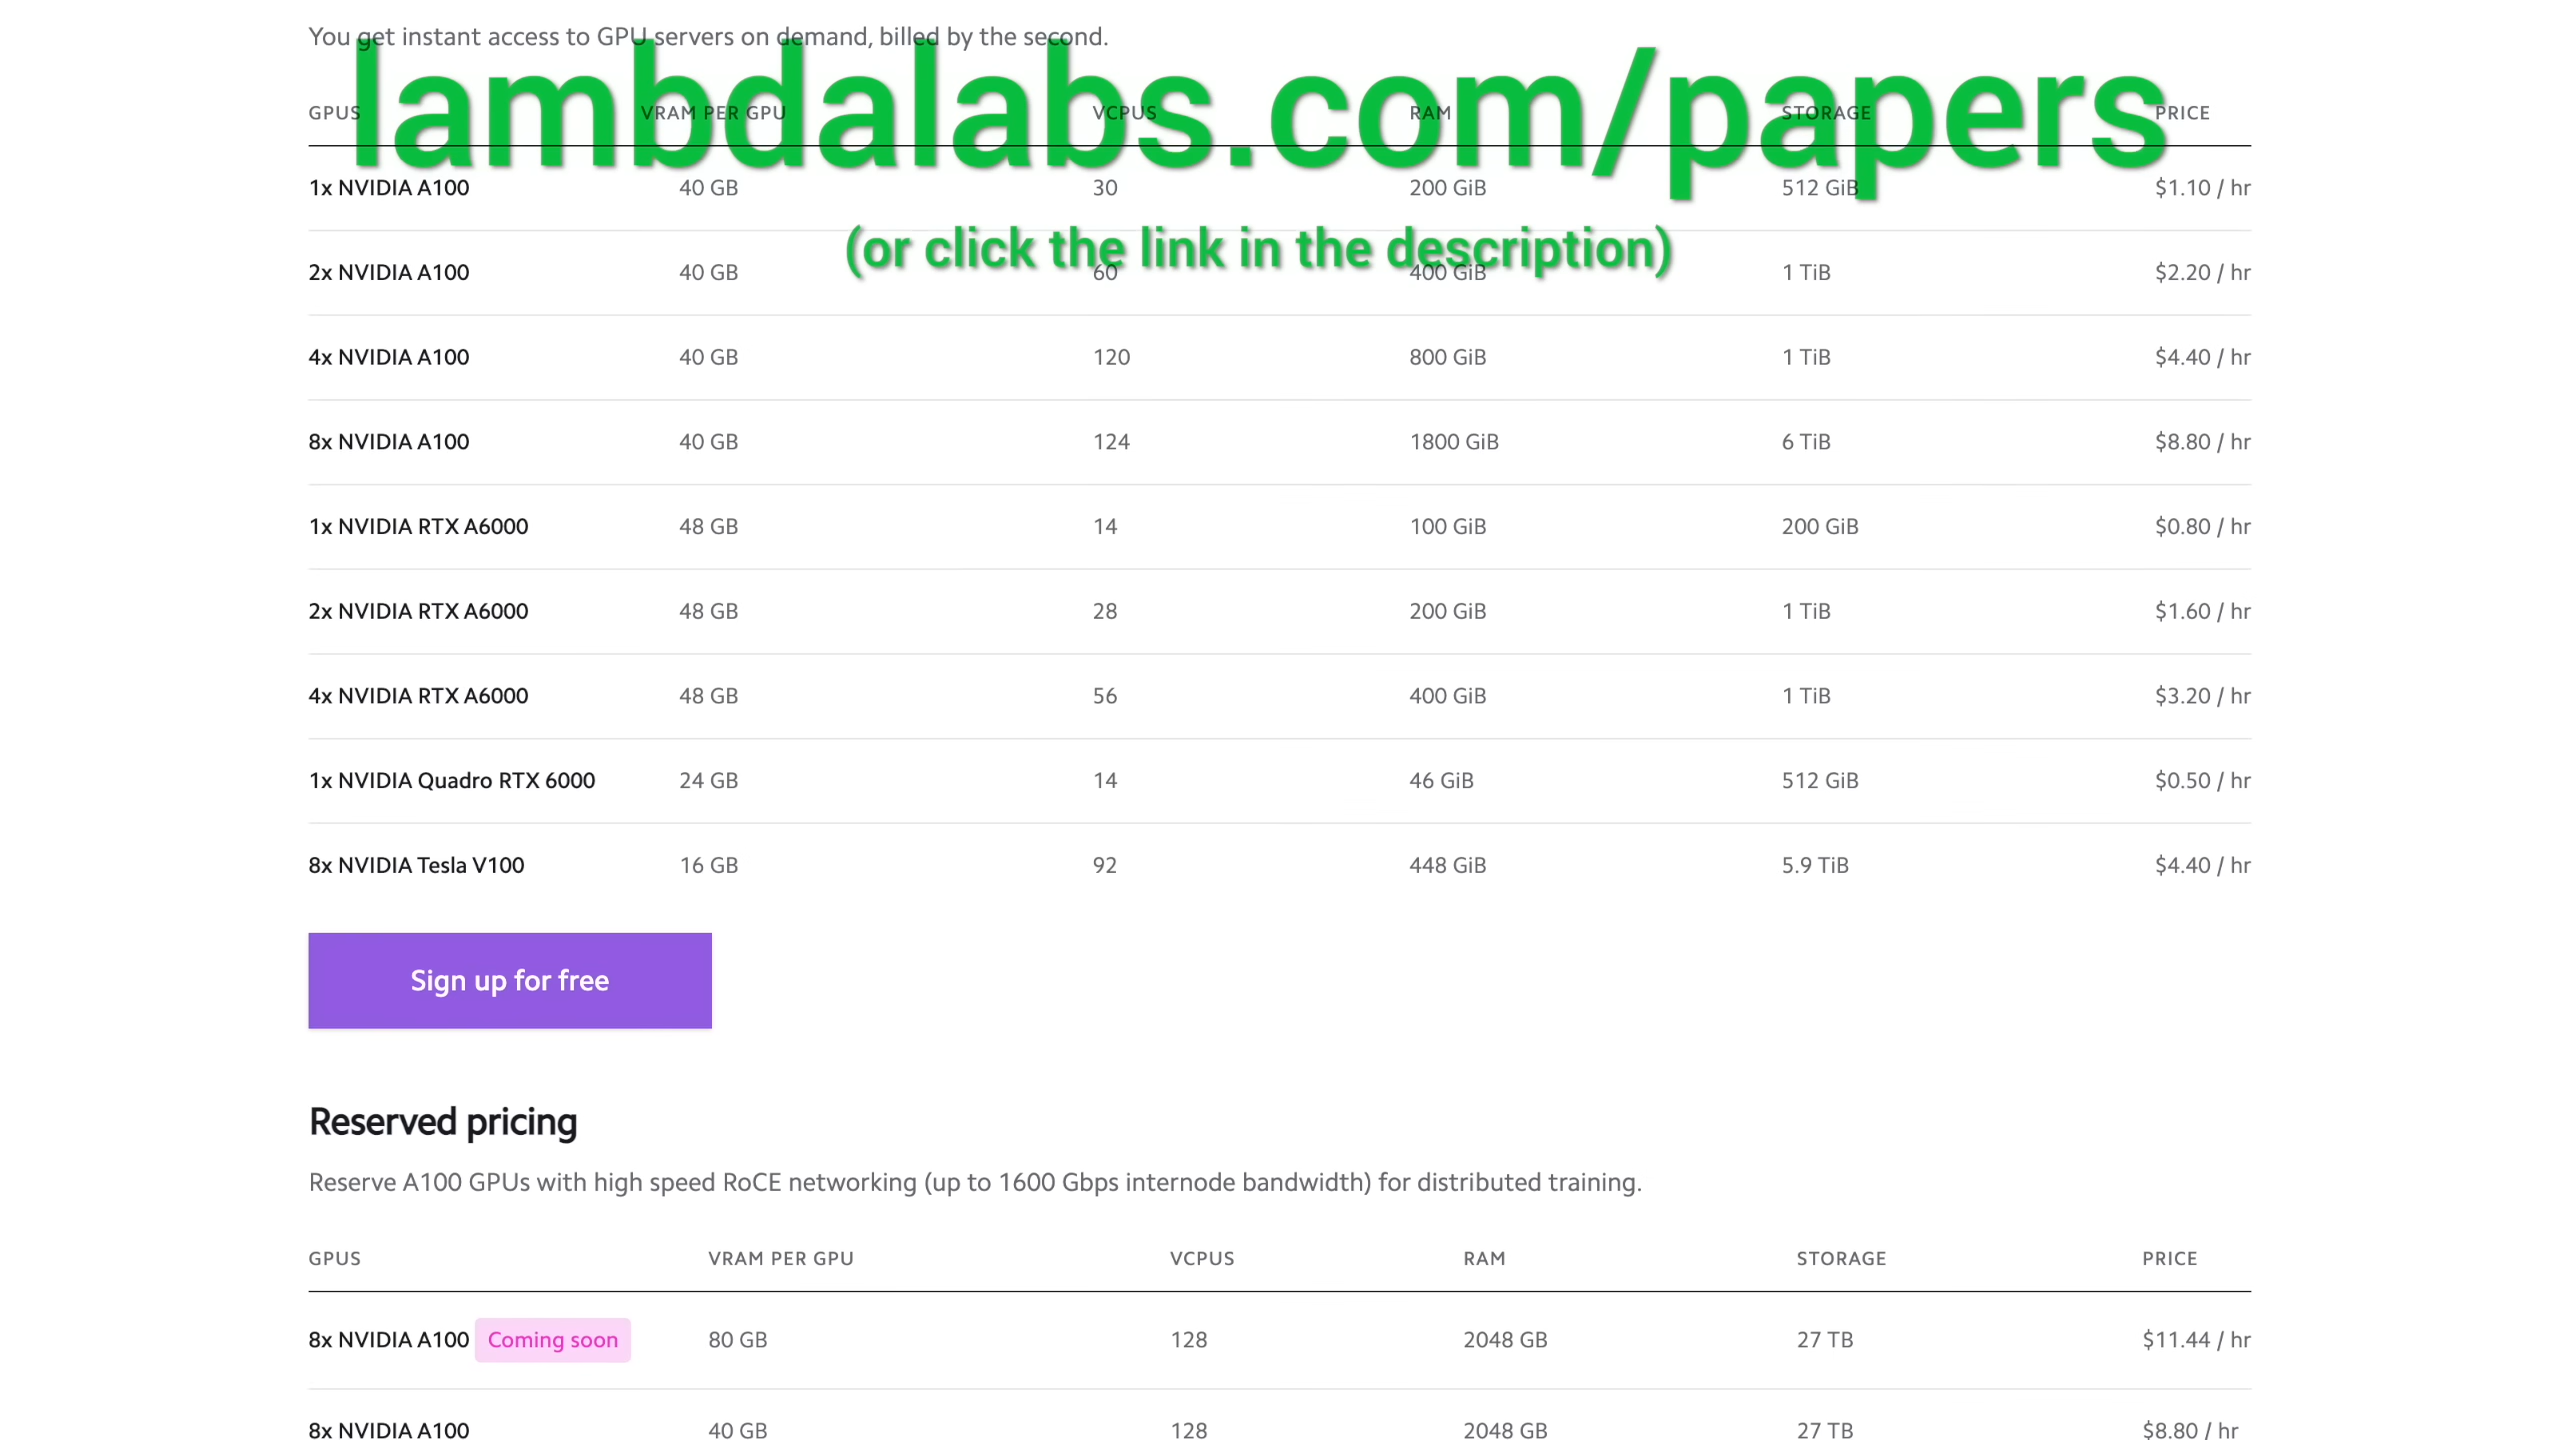 You get instant access to GPU servers on demand, billed by the second.
lambdalabs.com/papers
GPUS VRAM PER GPU VCPUS RAM STORAGE PRICE
1x NVIDIA A100 40 GB 30 200 GiB 512 GiB $1.10 / hr
(or click the link in the description)
2x NVIDIA A100 40 GB 60 400 GiB 1 TiB $2.20 / hr
4x NVIDIA A100 40 GB 120 800 GiB 1 TiB $4.40 / hr
8x NVIDIA A100 40 GB 124 1800 GiB 6 TiB $8.80 / hr
1x NVIDIA RTX A6000 48 GB 14 100 GiB 200 GiB $0.80 / hr
2x NVIDIA RTX A6000 48 GB 28 200 GiB 1 TiB $1.60 / hr
4x NVIDIA RTX A6000 48 GB 56 400 GiB 1 TiB $3.20 / hr
1x NVIDIA Quadro RTX 6000 24 GB 14 46 GiB 512 GiB $0.50 / hr
8x NVIDIA Tesla V100 16 GB 92 448 GiB 5.9 TiB $4.40 / hr
Sign up for free
Reserved pricing
Reserve A100 GPUs with high speed RoCE networking (up to 1600 Gbps internode bandwidth) for distributed training.
GPUS VRAM PER GPU VCPUS RAM STORAGE PRICE
8x NVIDIA A100 Coming soon 80 GB 128 2048 GB 27 TB $11.44 / hr
8x NVIDIA A100 40 GB 128 2048 GB 27 TB $8.80 / hr